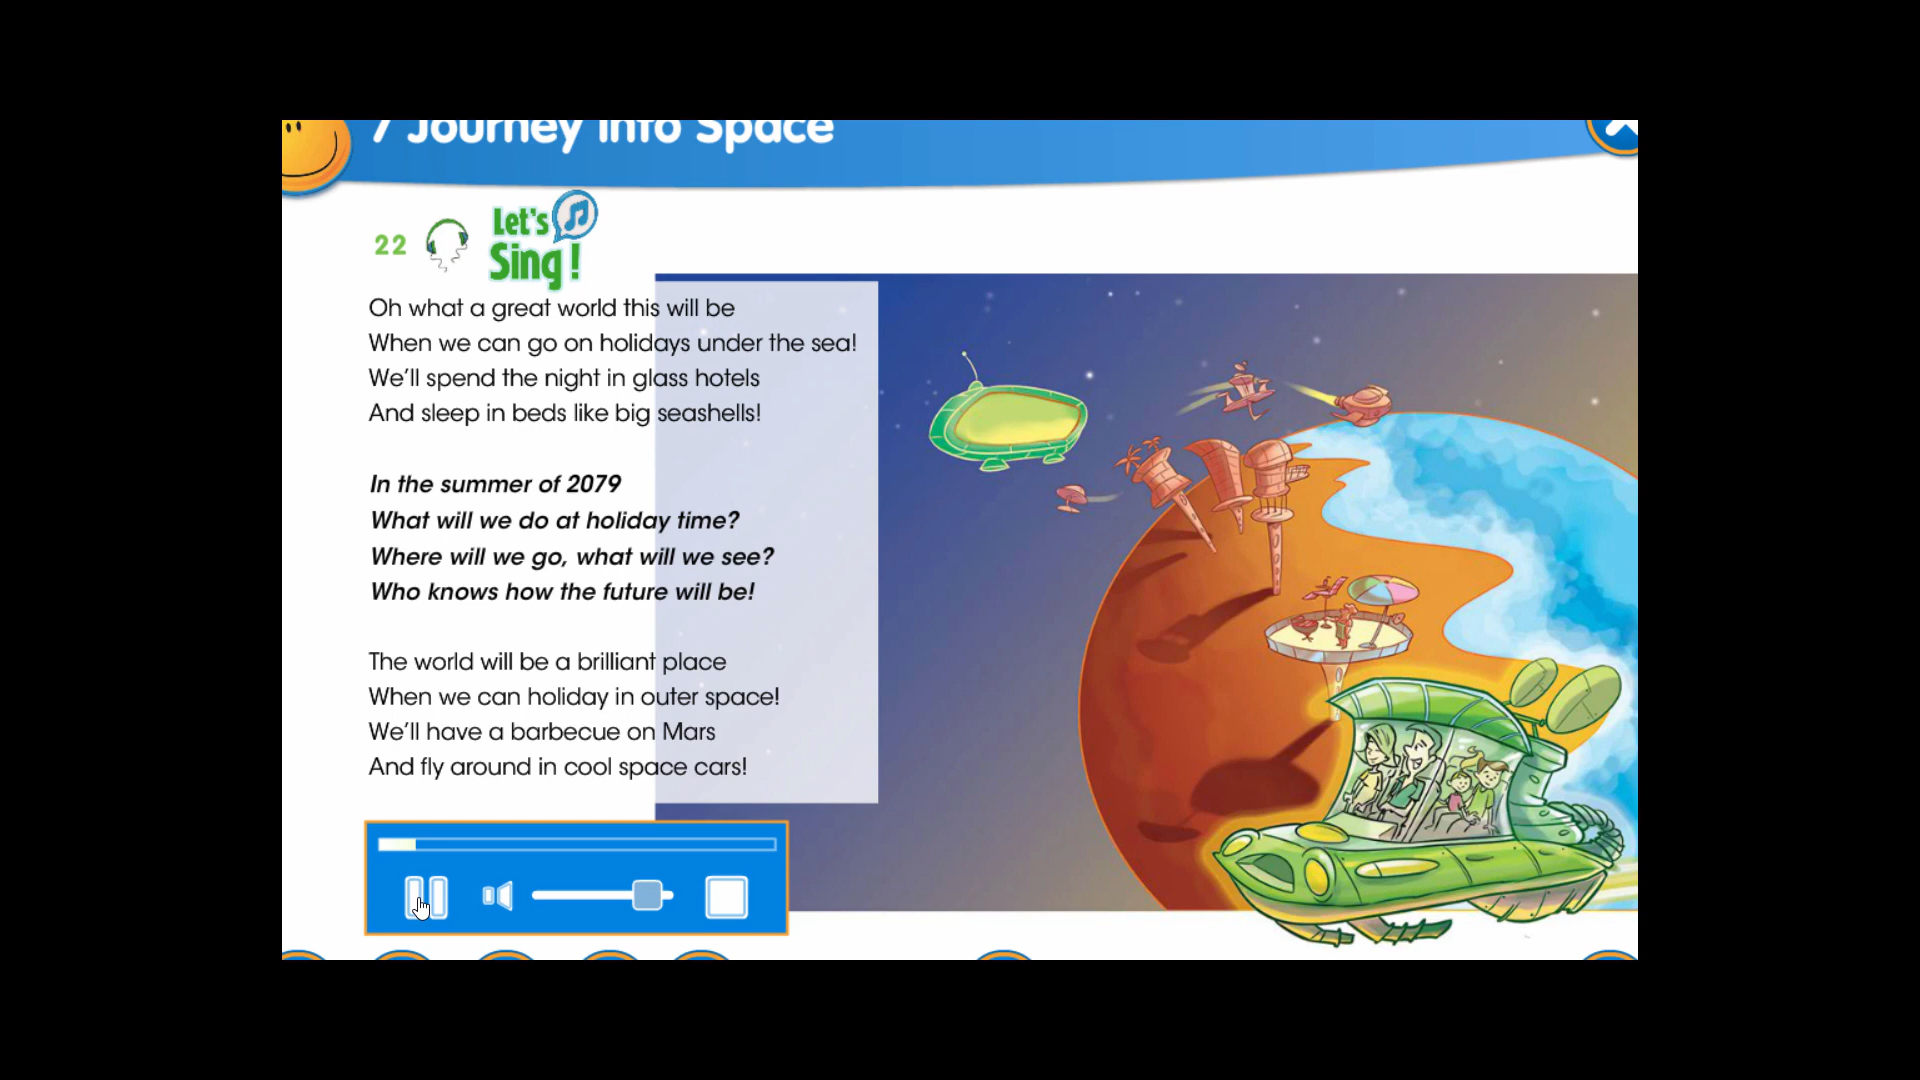 7 Journey into Space
22
Let's
Sing!
Oh what a great world this will be
When we can go on holidays under the sea!
We'll spend the night in glass hotels
And sleep in beds like big seashells!
In the summer of 2079
What will we do at holiday time?
Where will we go, what will we see?
Who knows how the future will be!
The world will be a brilliant place
When we can holiday in outer space!
We'll have a barbecue on Mars
And fly around in cool space cars!